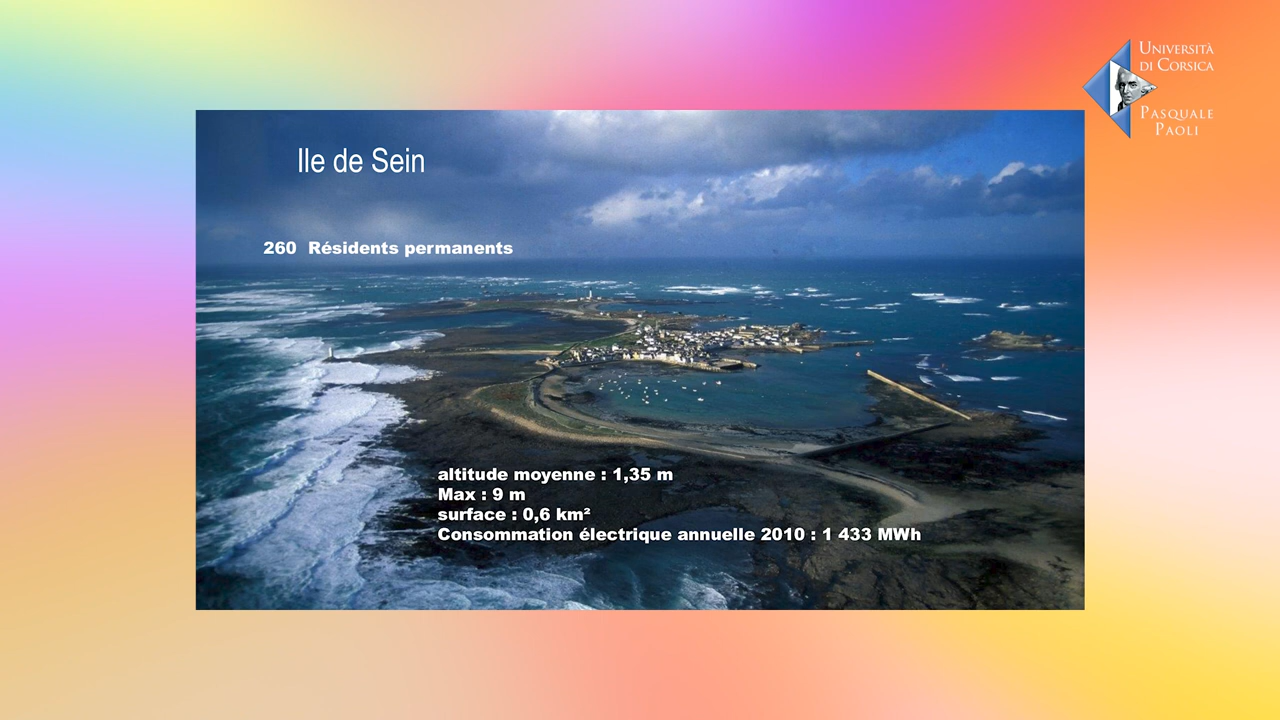 Università
di Corsica
Pasquale
Paoli
Ile de Sein
260 Résidents permanents
altitude moyenne : 1,35 m
Max : 9 m
surface : 0,6 km²
Consommation électrique annuelle 2010 : 1 433 MWh